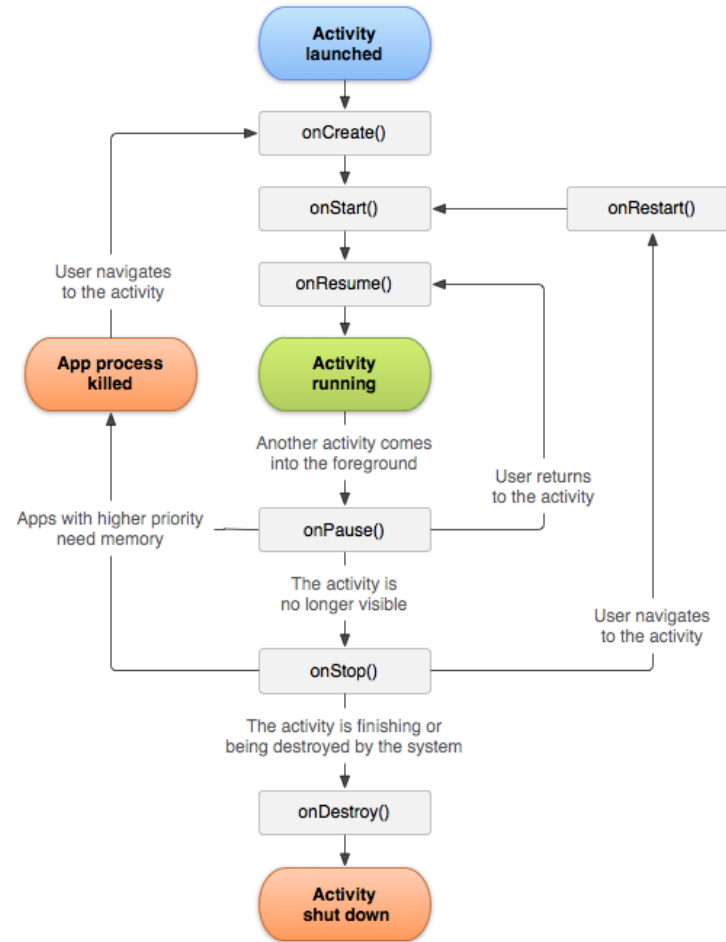 Activity
launched
onCreate()
onStart()
onRestart()
User navigates
to the activity
onResume()
App process
killed
Activity
running
Another activity comes
into the foreground
User returns
to the activity
Apps with higher priority
need memory
onPause()
The activity is
no longer visible
User navigates
to the activity
onStop()
The activity is finishing or
being destroyed by the system
onDestroy()
Activity
shut down